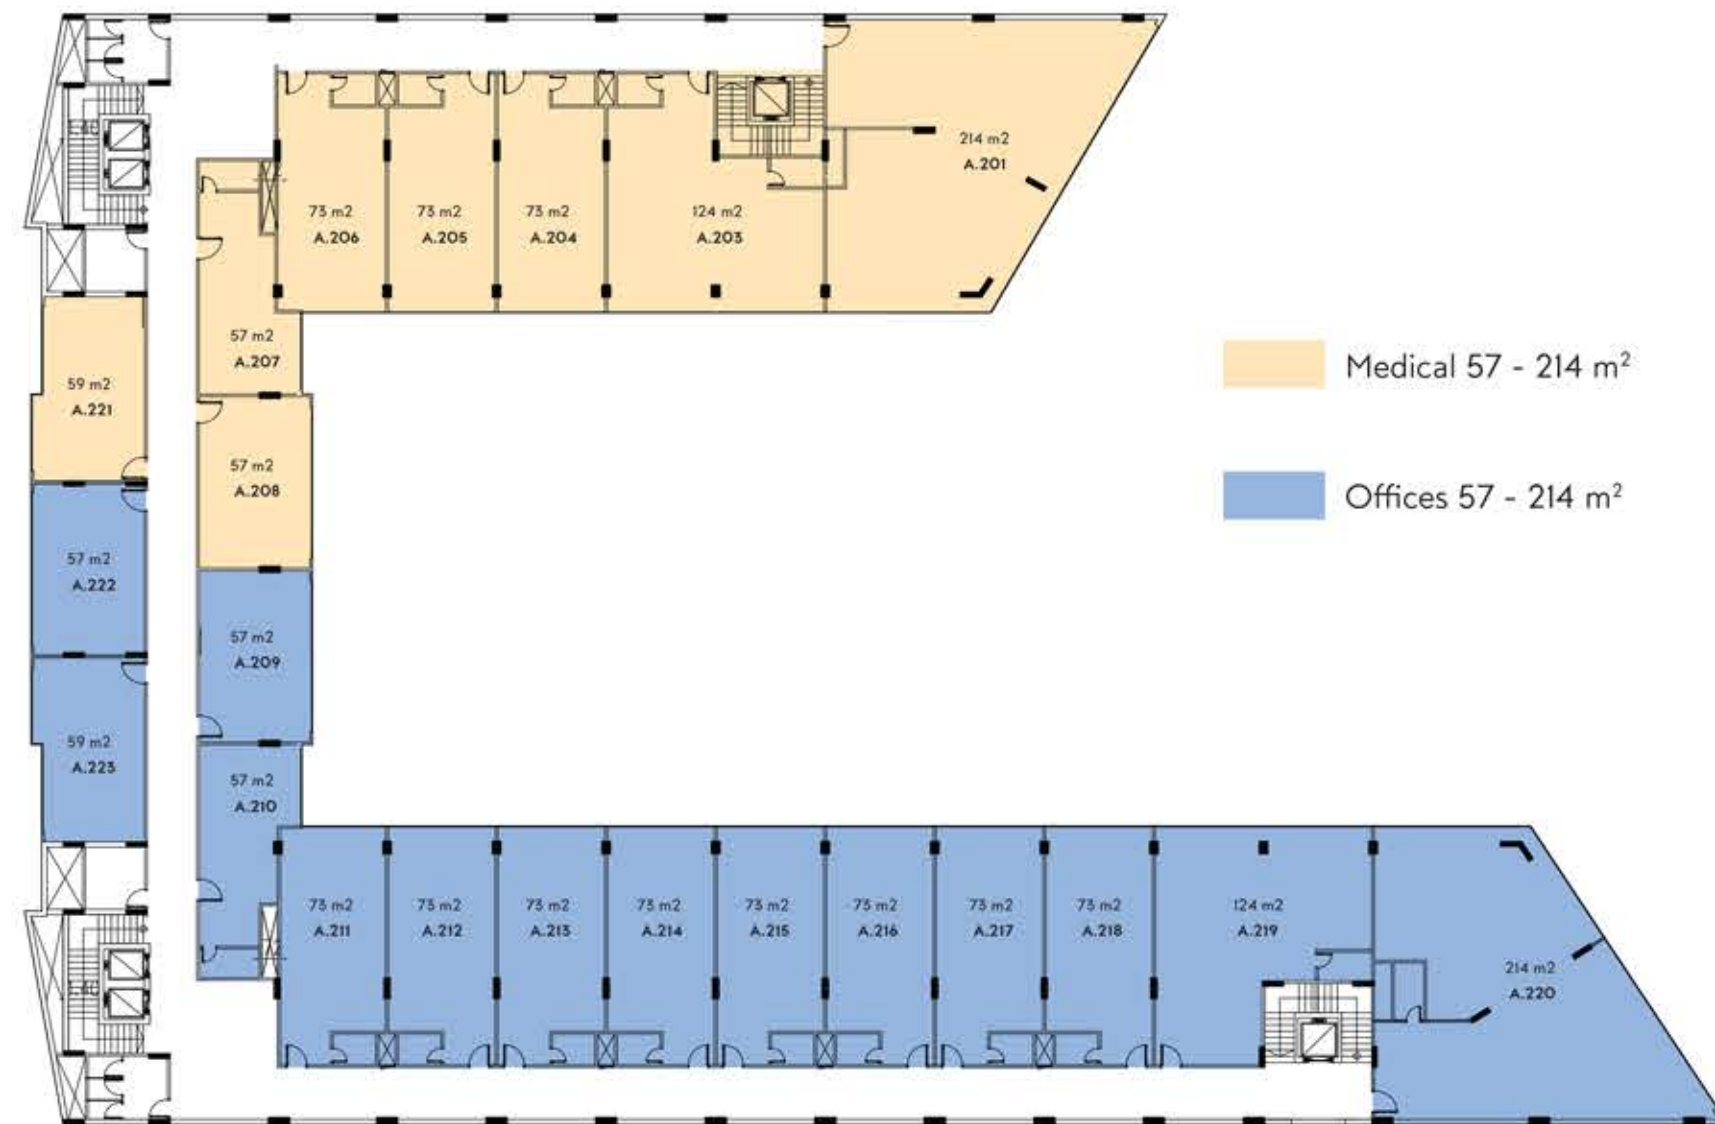 214 m2
A.201
73 m2
A.206
73 m2
A.205
73 m2
A.204
124 m2
A.203
57 m2
A.207
Medical 57 - 214 m²
59 m2
A.221
57 m2
A.208
Offices 57 - 214 m²
57 m2
A.222
57 m2
A.209
59 m2
A.223
57 m2
A.210
73 m2
A.211
73 m2
A.212
73 m2
A.213
73 m2
A.214
73 m2
A.215
73 m2
A.216
73 m2
A.217
73 m2
A.218
124 m2
A.219
214 m2
A.220